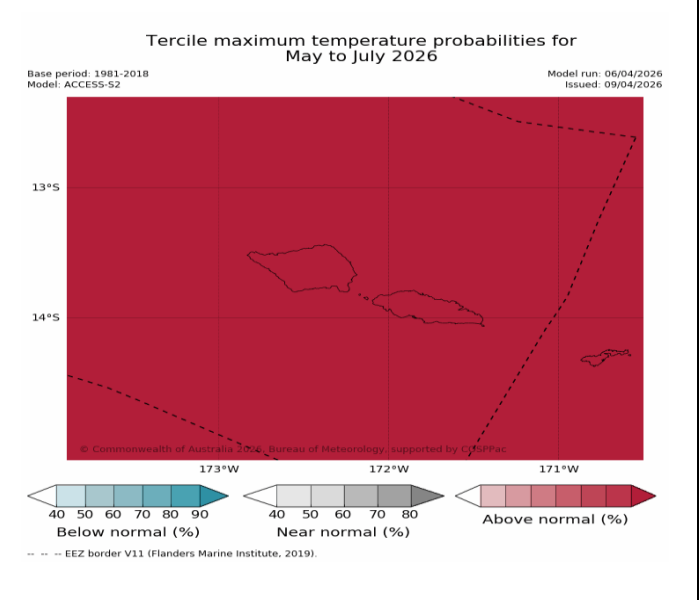 Tercile maximum temperature probabilities for
May to July 2026
Base period: 1981-2018
Model: ACCESS-S2
Model run: 06/04/2026
Issued: 09/04/2026
13°S
14°S
© Commonwealth of Australia 2026, Bureau of Meteorology, supported by COSPPac
173°W 172°W 171°W
40 50 60 70 80 90
Below normal (%)
40 50 60 70 80
Near normal (%)
Above normal (%)
-- -- -- EEZ border V11 (Flanders Marine Institute, 2019).